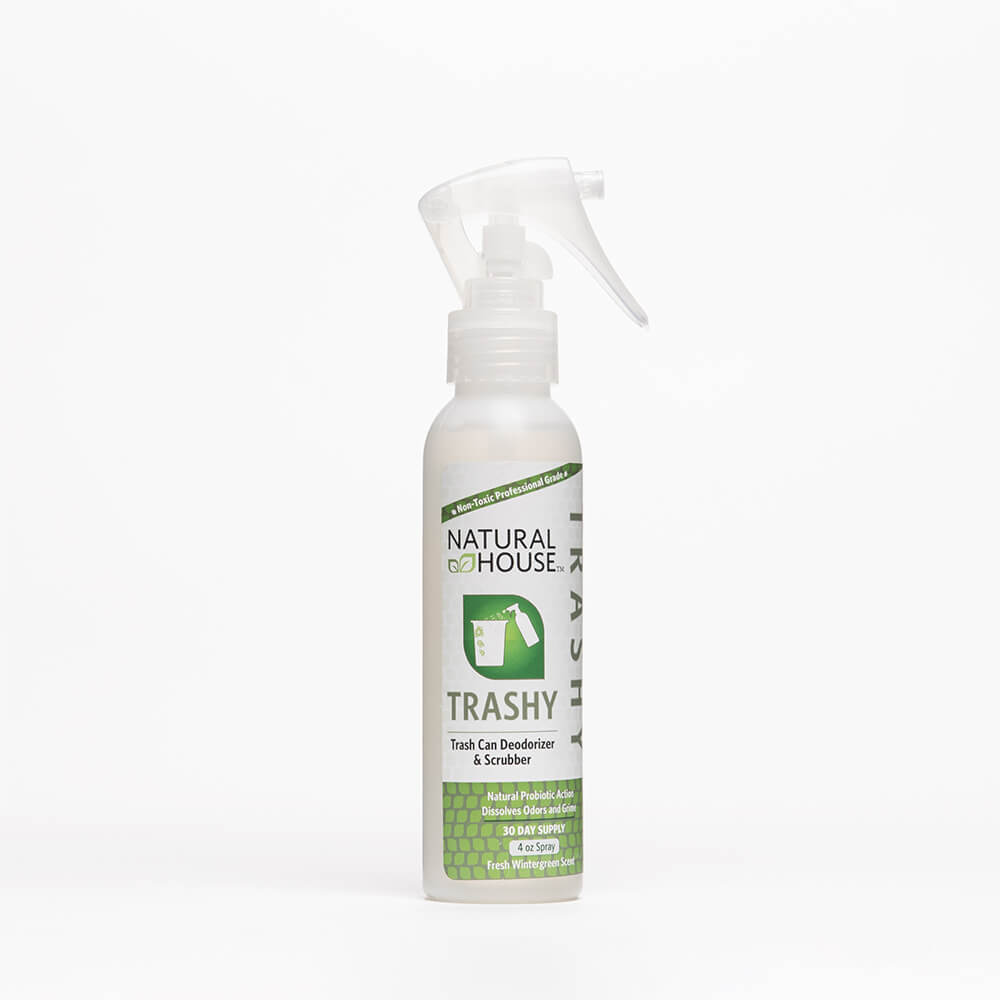 Non-Toxic Professional Grade
NATURAL
HOUSE™
TRASHY
Trash Can Deodorizer
& Scrubber
Natural Probiotic Action
Dissolves Odors and Grime
30 DAY SUPPLY
4 oz Spray
Fresh Wintergreen Scent
TRASHY